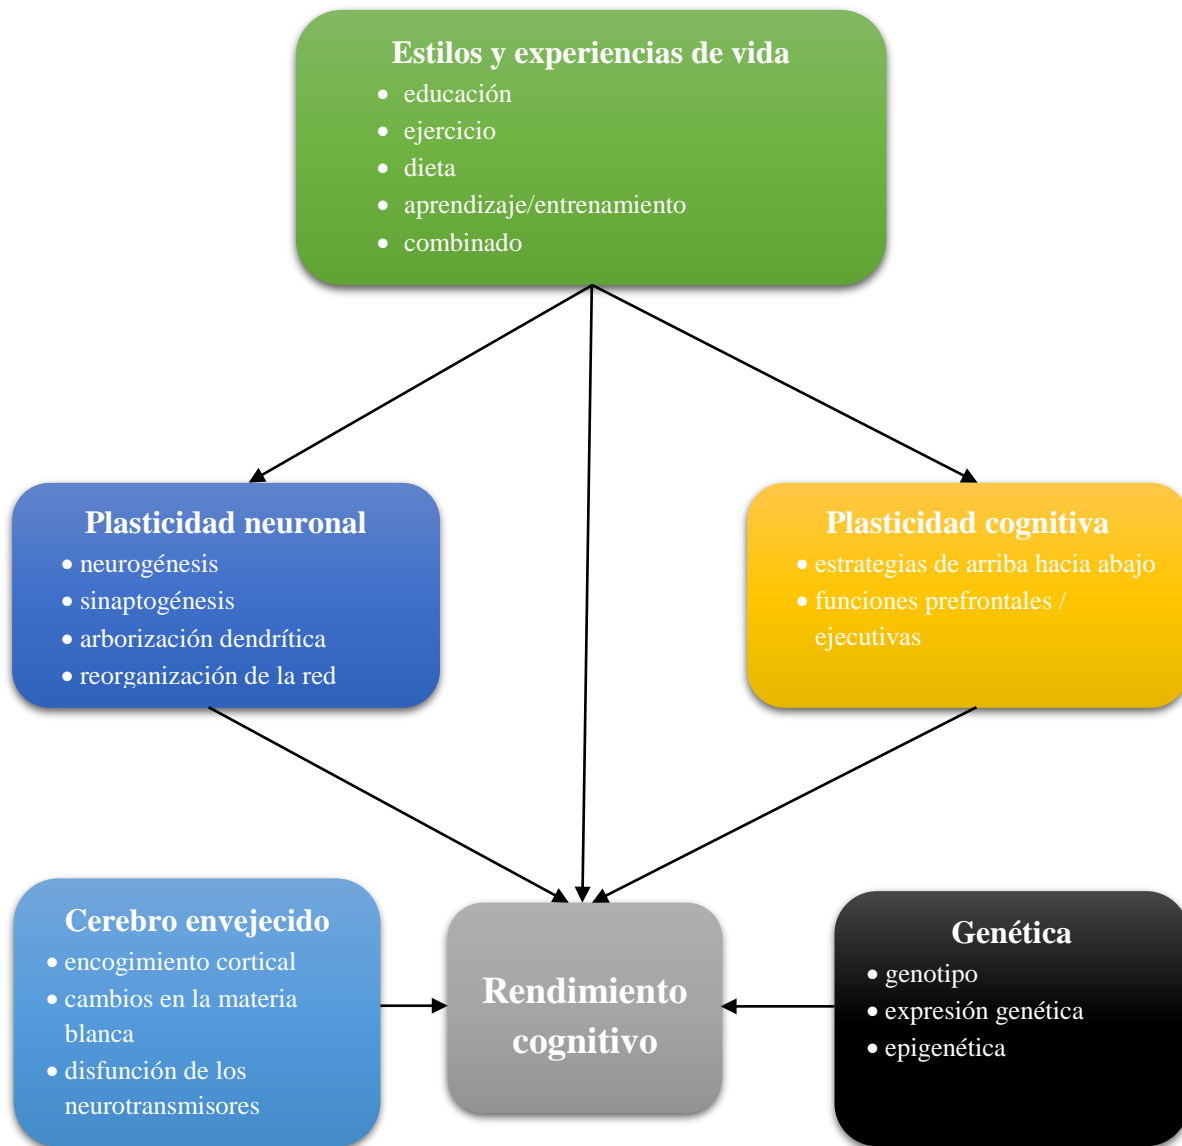 Estilos y experiencias de vida
• educación
• ejercicio
• dieta
• aprendizaje/entrenamiento
• combinado
Plasticidad neuronal
• neurogénesis
• sinaptogénesis
• arborización dendrítica
• reorganización de la red
Plasticidad cognitiva
• estrategias de arriba hacia abajo
• funciones prefrontales /
ejecutivas
Cerebro envejecido
• encogimiento cortical
• cambios en la materia
blanca
• disfunción de los
neurotransmisores
Rendimiento
cognitivo
Genética
• genotipo
• expresión genética
• epigenética